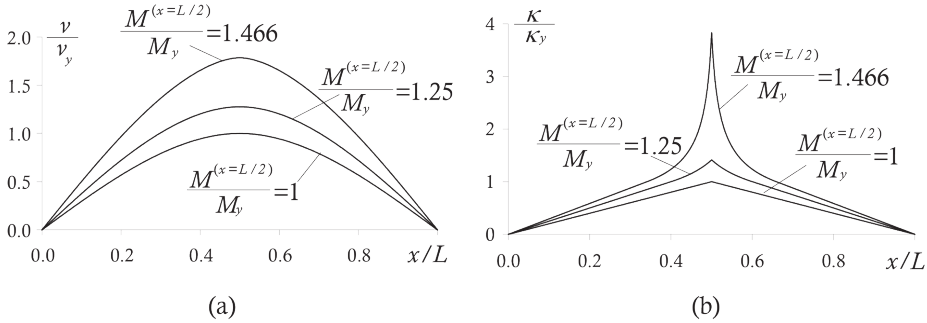 2.0
1.5
1.0
0.5
0.0
v/v_y
M^(x=L/2)/M_y=1.466
M^(x=L/2)/M_y=1.25
M^(x=L/2)/M_y=1
0.0 0.2 0.4 0.6 0.8 x/L
(a)
4
3
2
1
0
κ/κ_y
M^(x=L/2)/M_y=1.466
M^(x=L/2)/M_y=1.25
M^(x=L/2)/M_y=1
0.0 0.2 0.4 0.6 0.8 x/L
(b)